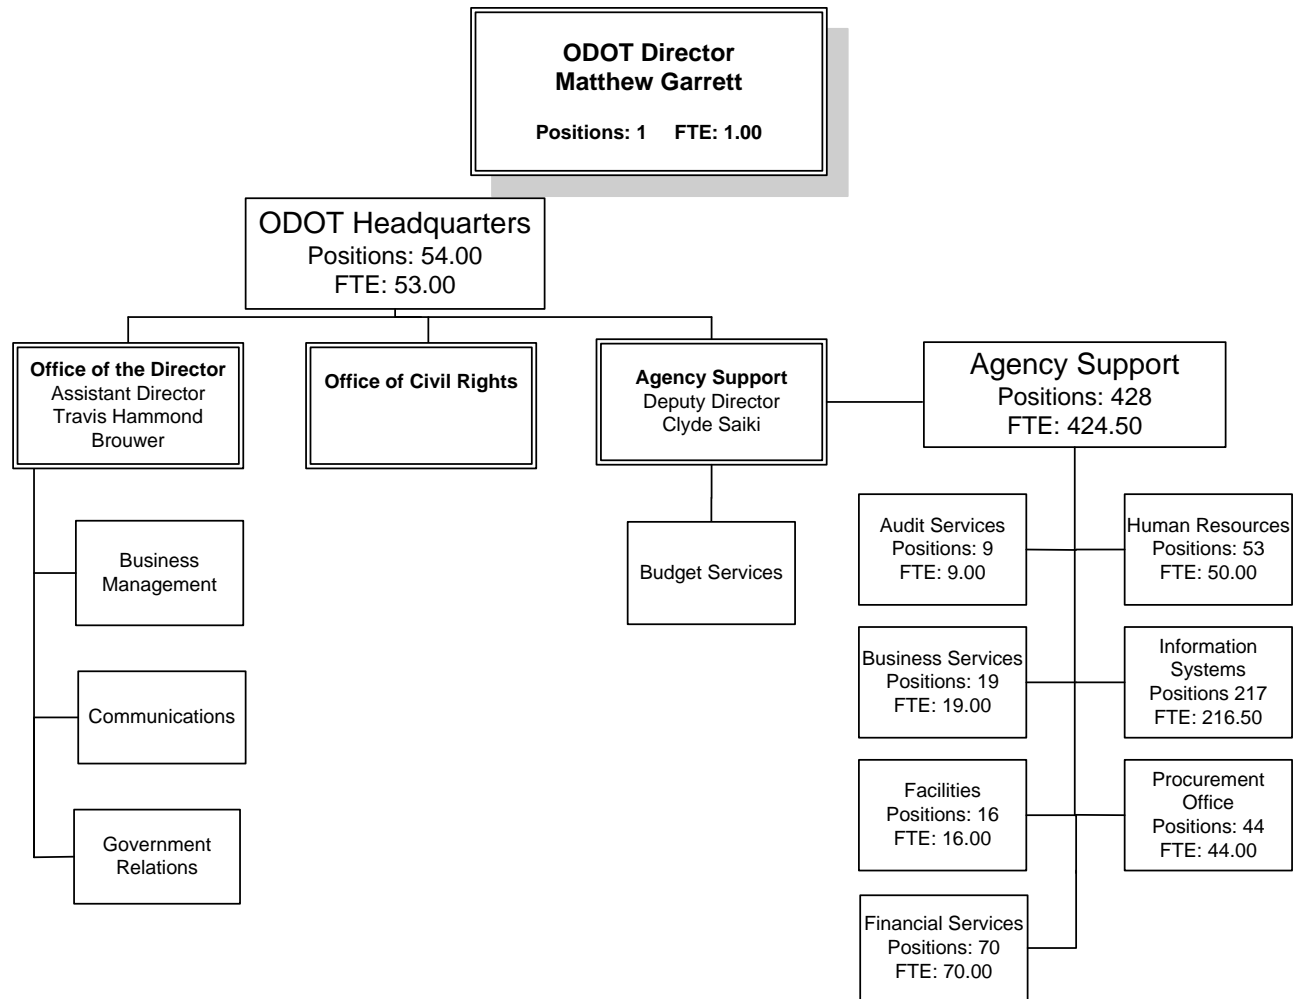 ODOT Director
Matthew Garrett
Positions: 1 FTE: 1.00
ODOT Headquarters
Positions: 54.00
FTE: 53.00
Office of the Director
Assistant Director
Travis Hammond
Brouwer
Office of Civil Rights
Agency Support
Deputy Director
Clyde Saiki
Agency Support
Positions: 428
FTE: 424.50
Business
Management
Communications
Government
Relations
Budget Services
Audit Services
Positions: 9
FTE: 9.00
Human Resources
Positions: 53
FTE: 50.00
Business Services
Positions: 19
FTE: 19.00
Information
Systems
Positions 217
FTE: 216.50
Facilities
Positions: 16
FTE: 16.00
Procurement
Office
Positions: 44
FTE: 44.00
Financial Services
Positions: 70
FTE: 70.00